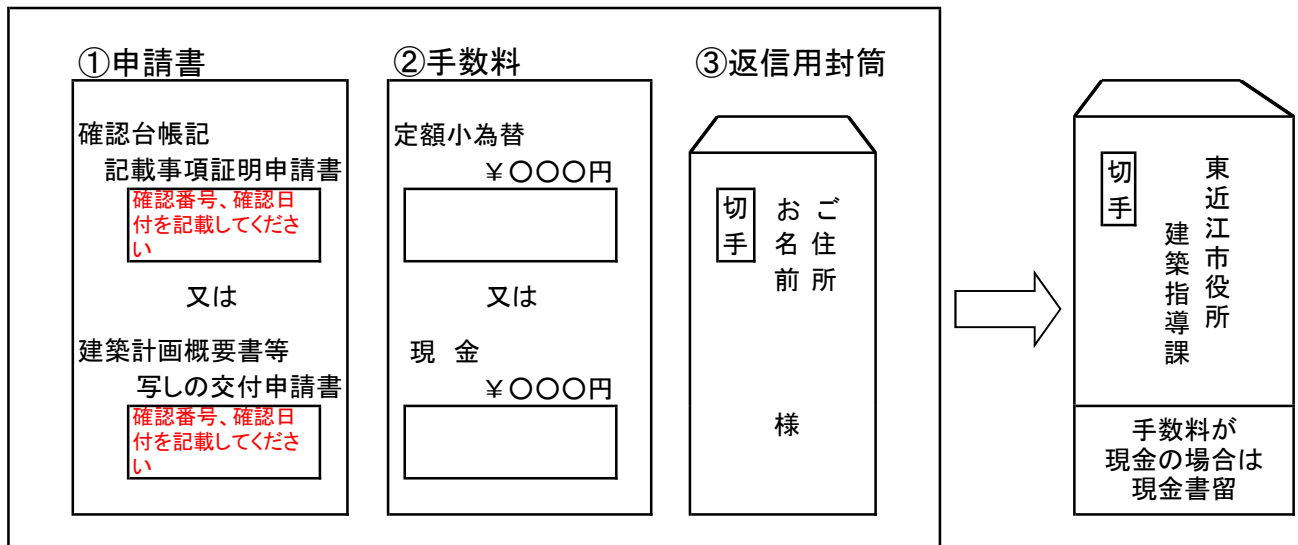 ①申請書
確認台帳記
記載事項証明申請書
確認番号、確認日
付を記載してくださ
い
又は
建築計画概要書等
写しの交付申請書
確認番号、確認日
付を記載してくださ
い
②手数料
定額小為替
￥〇〇〇円
又は
現 金
￥〇〇〇円
③返信用封筒
切手
ご住所
お名前
様
切手
東近江市役所
建築指導課
手数料が
現金の場合は
現金書留